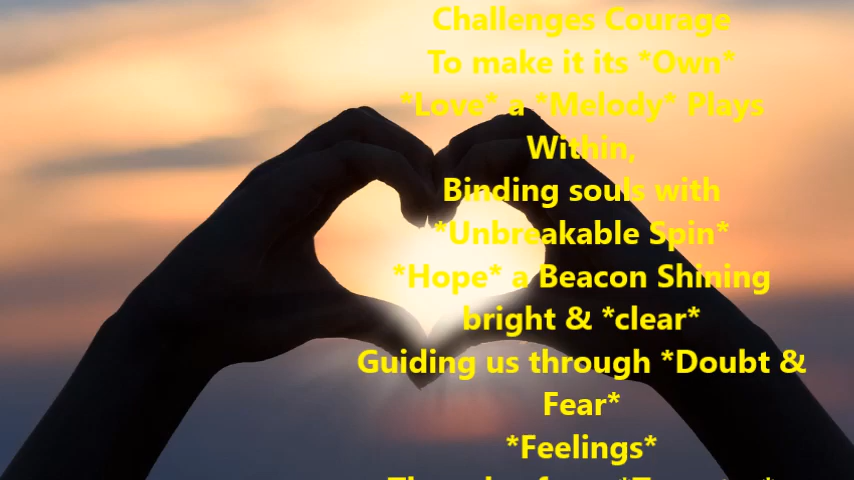 Challenges Courage
To make it its *Own*
*Love* a *Melody* Plays
Within,
Binding souls with
*Unbreakable Spin*
*Hope* a Beacon Shining
bright & *clear*
Guiding us through *Doubt &
Fear*
*Feelings*